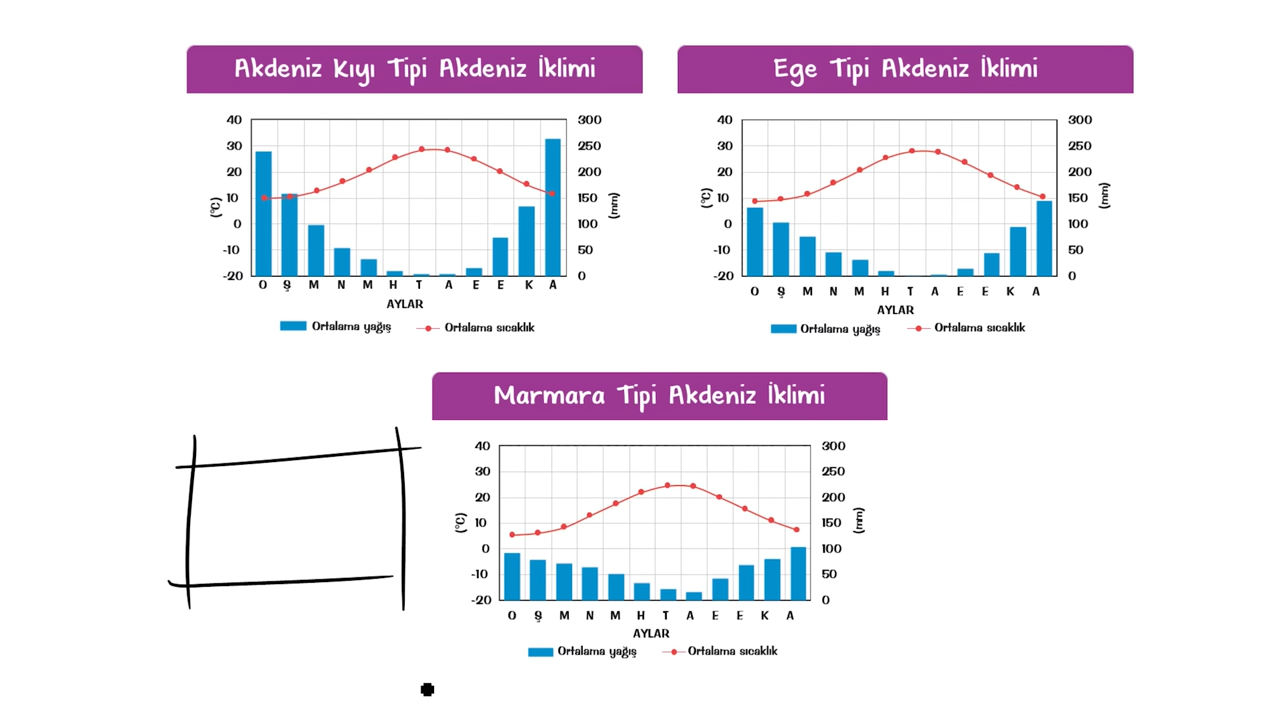 Akdeniz Kıyı Tipi Akdeniz İklimi
40
30
20
10
0
-10
-20
(°C)
300
250
200
150
100
50
0
(mm)
O Ş M N M H T A E E K A
AYLAR
Ortalama yağış Ortalama sıcaklık
Ege Tipi Akdeniz İklimi
40
30
20
10
0
-10
-20
(°C)
300
250
200
150
100
50
0
(mm)
O Ş M N M H T A E E K A
AYLAR
Ortalama yağış Ortalama sıcaklık
Marmara Tipi Akdeniz İklimi
40
30
20
10
0
-10
-20
(°C)
300
250
200
150
100
50
0
(mm)
O Ş M N M H T A E E K A
AYLAR
Ortalama yağış Ortalama sıcaklık